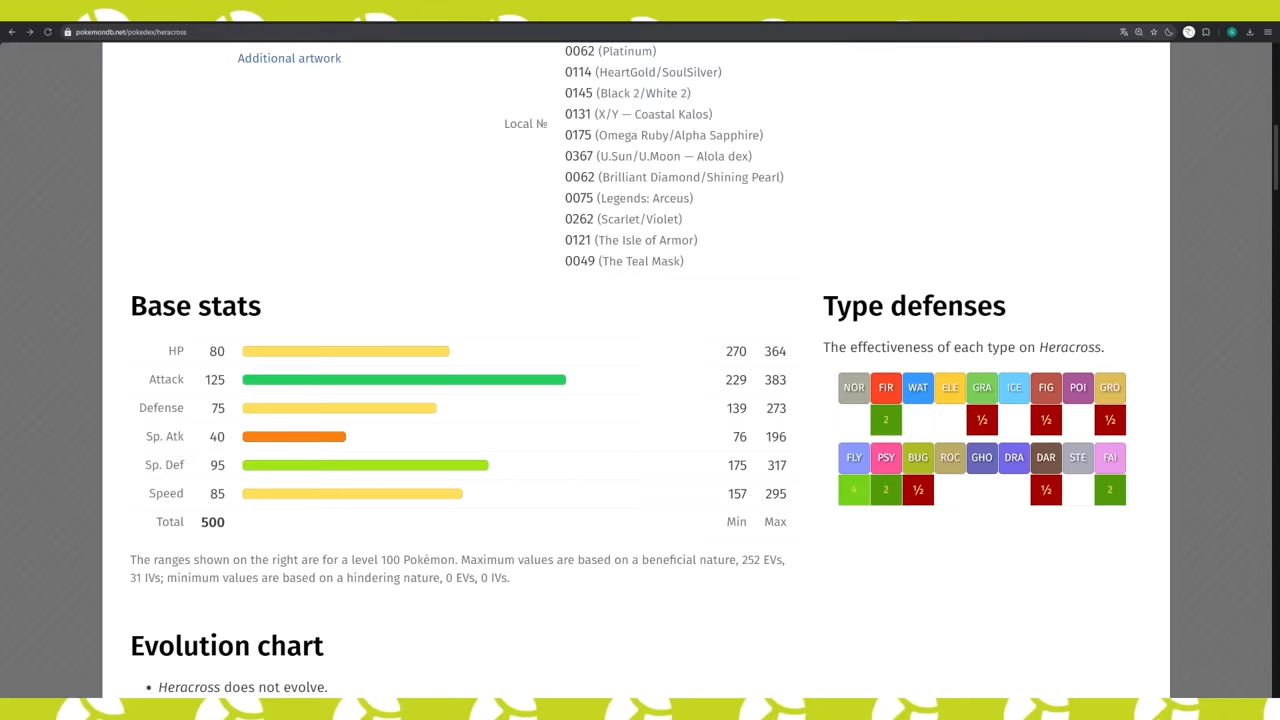 pokemondb.net/pokedex/heracross
Additional artwork
Local №
0062 (Platinum)
0114 (HeartGold/SoulSilver)
0145 (Black 2/White 2)
0131 (X/Y — Coastal Kalos)
0175 (Omega Ruby/Alpha Sapphire)
0367 (U.Sun/U.Moon — Alola dex)
0062 (Brilliant Diamond/Shining Pearl)
0075 (Legends: Arceus)
0262 (Scarlet/Violet)
0121 (The Isle of Armor)
0049 (The Teal Mask)
Base stats
HP 80 270 364
Attack 125 229 383
Defense 75 139 273
Sp. Atk 40 76 196
Sp. Def 95 175 317
Speed 85 157 295
Total 500 Min Max
The ranges shown on the right are for a level 100 Pokémon. Maximum values are based on a beneficial nature, 252 EVs,
31 IVs; minimum values are based on a hindering nature, 0 EVs, 0 IVs.
Type defenses
The effectiveness of each type on Heracross.
NOR FIR WAT ELE GRA ICE FIG POI GRO
2 ½ ½ ½
FLY PSY BUG ROC GHO DRA DAR STE FAI
4 2 ½ ½ 2
Evolution chart
• Heracross does not evolve.